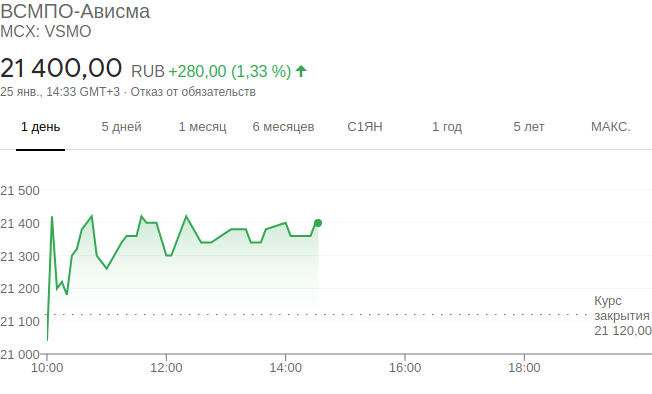 ВСМПО-Ависма
MCX: VSMO
21 400,00 RUB +280,00 (1,33 %)
25 янв., 14:33 GMT+3 · Отказ от обязательств
1 день 5 дней 1 месяц 6 месяцев С1ЯН 1 год 5 лет МАКС.
21 500
21 400
21 300
21 200
21 100
21 000
Курс
закрытия
21 120,00
10:00 12:00 14:00 16:00 18:00